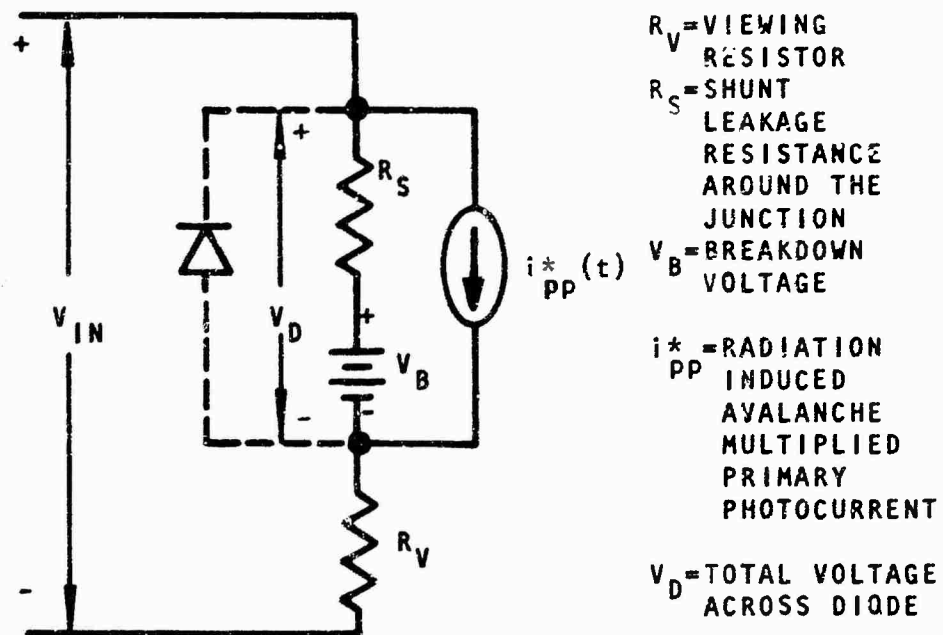 +
-
V_IN
+
-
V_D
R_S
+
V_B
-
i*_pp(t)
R_V
R_V=VIEWING
RESISTOR
R_S=SHUNT
LEAKAGE
RESISTANCE
AROUND THE
JUNCTION
V_B=BREAKDOWN
VOLTAGE
i*_pp=RADIATION
INDUCED
AVALANCHE
MULTIPLIED
PRIMARY
PHOTOCURRENT
V_D=TOTAL VOLTAGE
ACROSS DIODE